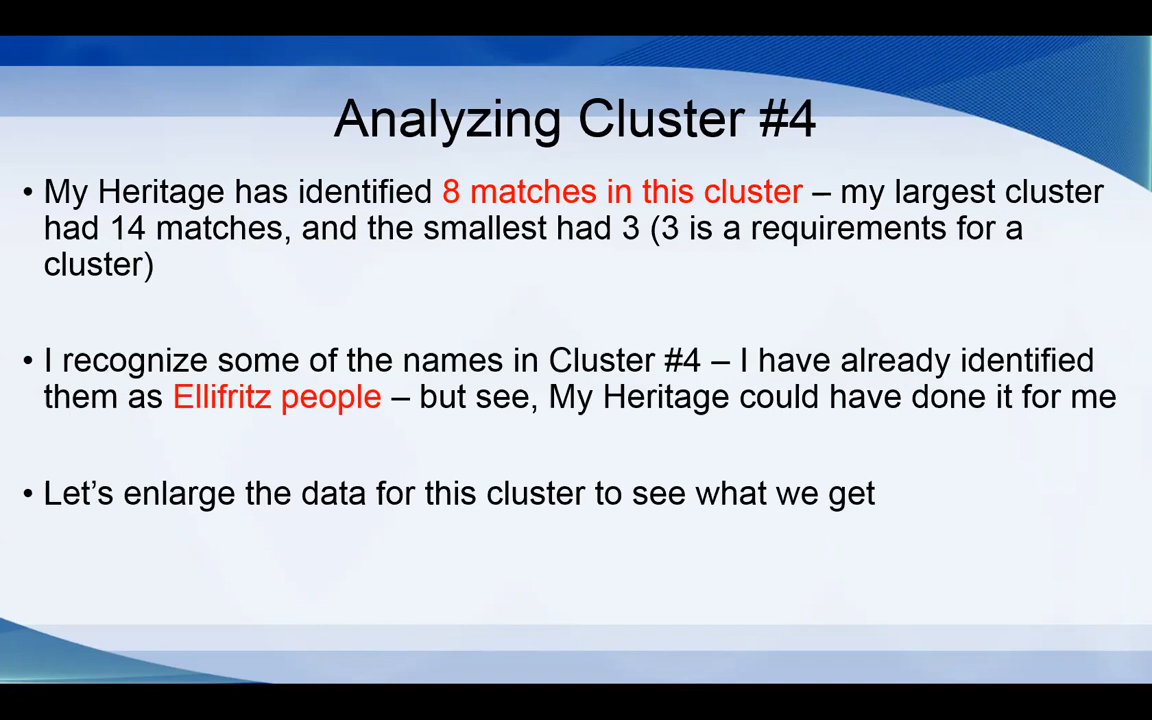 Analyzing Cluster #4
• My Heritage has identified 8 matches in this cluster – my largest cluster
had 14 matches, and the smallest had 3 (3 is a requirements for a
cluster)
• I recognize some of the names in Cluster #4 – I have already identified
them as Ellifritz people – but see, My Heritage could have done it for me
• Let’s enlarge the data for this cluster to see what we get